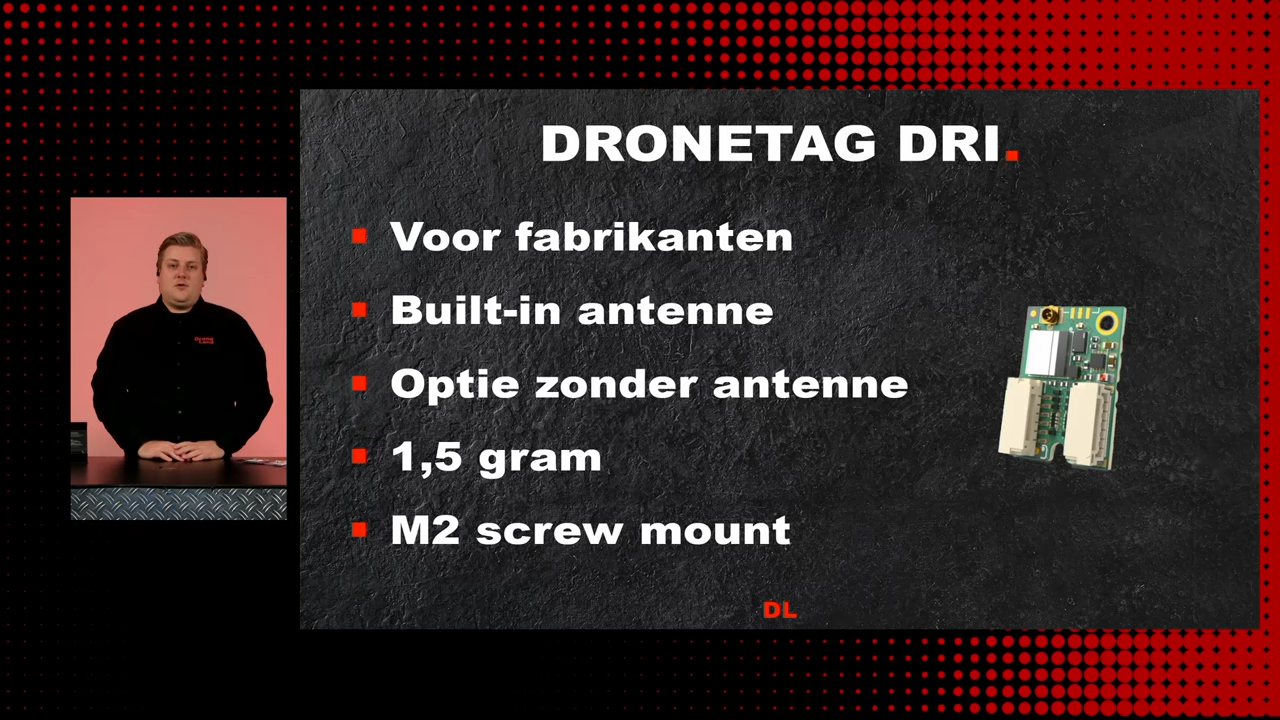 DRONETAG DRI.
Voor fabrikanten
Built-in antenne
Optie zonder antenne
1,5 gram
M2 screw mount
DL